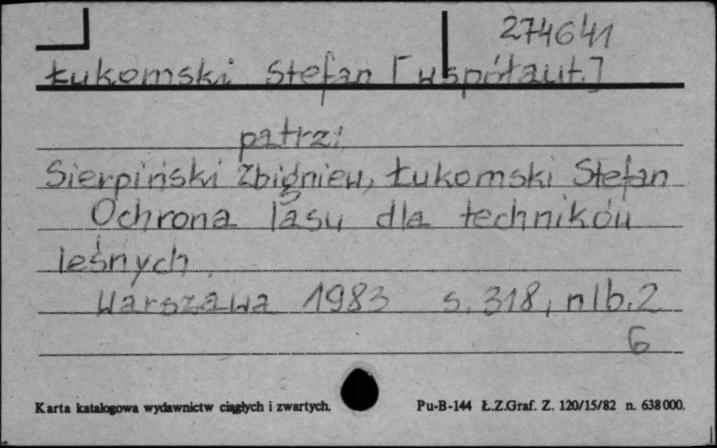 274641
Łukomski Stefan [współaut.]
patrz:
Sierpiński Zbigniew, Łukomski Stefan
Ochrona lasu dla techników
leśnych.
Warszawa 1983 s. 318, nlb. 2
6
Karta katalogowa wydawnictw ciągłych i zwartych.
Pu-B-144 Ł.Z.Graf. Z. 120/15/82 n. 638000.